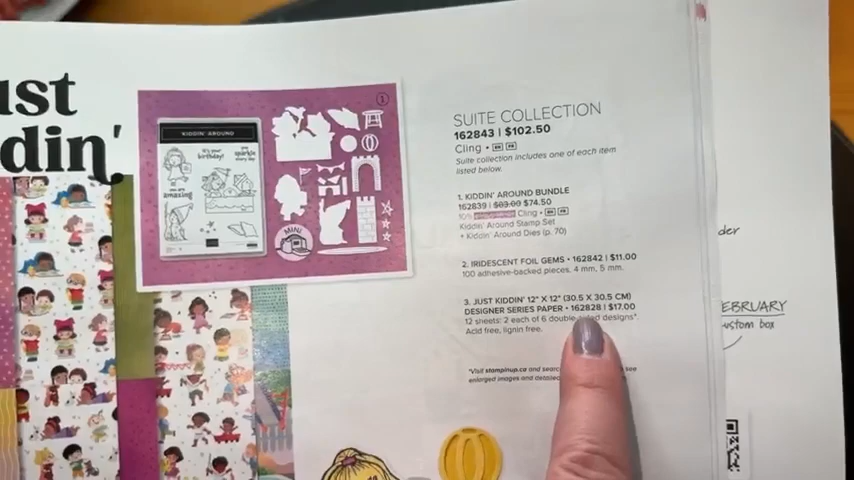 ust
ddin'
1
KIDDIN' AROUND
it's your
birthday!
you
sparkle
every day
you are
amazing
MINI
SUITE COLLECTION
162843 | $102.50
Cling •
Suite collection includes one of each item
listed below.
1. KIDDIN' AROUND BUNDLE
162839 | $83.00 $74.50
10% Cling •
Kiddin' Around Stamp Set
+ Kiddin' Around Dies (p. 70)
2. IRIDESCENT FOIL GEMS • 162842 | $11.00
100 adhesive-backed pieces. 4 mm, 5 mm.
3. JUST KIDDIN' 12" X 12" (30.5 X 30.5 CM)
DESIGNER SERIES PAPER • 162828 | $17.00
12 sheets: 2 each of 6 double-sided designs*.
Acid free, lignin free.
*Visit stampinup.ca and see
enlarged images and
der
EBRUARY
ustom box